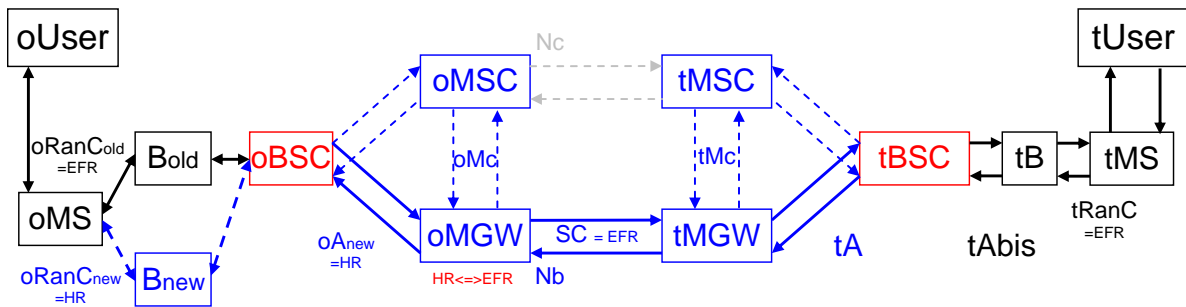 oUser
tUser
Nc
oMSC
tMSC
oRanCold
=EFR
Bold
oBSC
oMc
tMc
tBSC
tB
tMS
oMS
oAnew
=HR
oMGW
SC = EFR
tMGW
tA
tAbis
tRanC
=EFR
oRanCnew
=HR
Bnew
HR<=>EFR
Nb